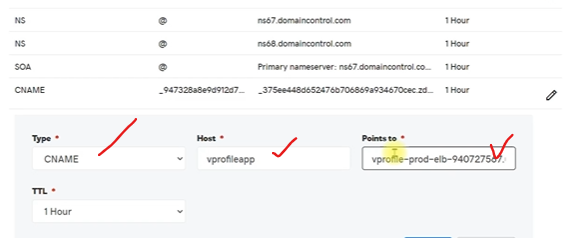 NS @ ns67.domaincontrol.com 1 Hour
NS @ ns68.domaincontrol.com 1 Hour
SOA @ Primary nameserver: ns67.domaincontrol.co... 1 Hour
CNAME _947328a8e9d912d7... _375ee448d652476b706869a934670cec.zd... 1 Hour
Type * Host * Points to *
CNAME vprofileapp vprofile-prod-elb-940727567.
TTL *
1 Hour